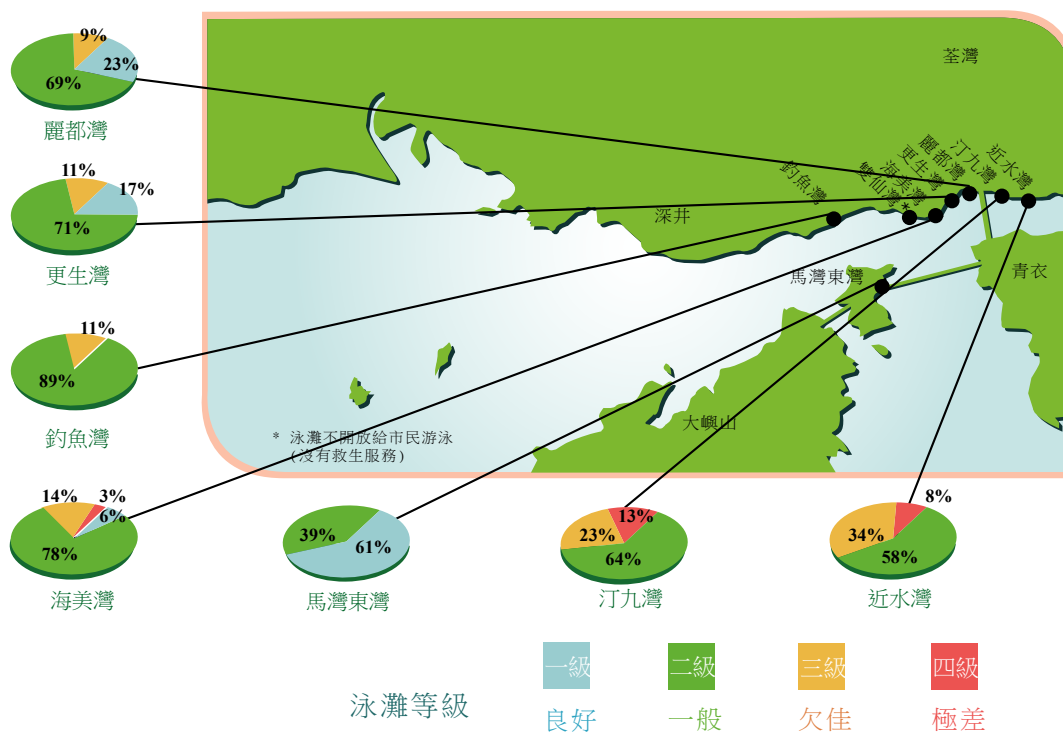 9%
23%
69%
麗都灣
11%
17%
71%
更生灣
11%
89%
釣魚灣
14%
3%
6%
78%
海美灣
39%
61%
馬灣東灣
13%
23%
64%
汀九灣
8%
34%
58%
近水灣
荃灣
釣魚灣
雙仙灣*
海美灣
更生灣
麗都灣
汀九灣
近水灣
深井
馬灣東灣
青衣
大嶼山
* 泳灘不開放給市民游泳
(沒有救生服務)
泳灘等級
一級
二級
三級
四級
良好
一般
欠佳
極差